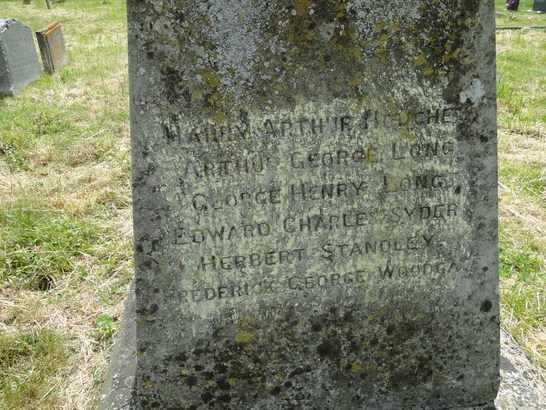 HARRY ARTHUR
ARTHUR GEORGE LONG
GEORGE HENRY LONG
EDWARD CHARLES SYDER
HERBERT STANDLEY
FREDERICK GEORGE